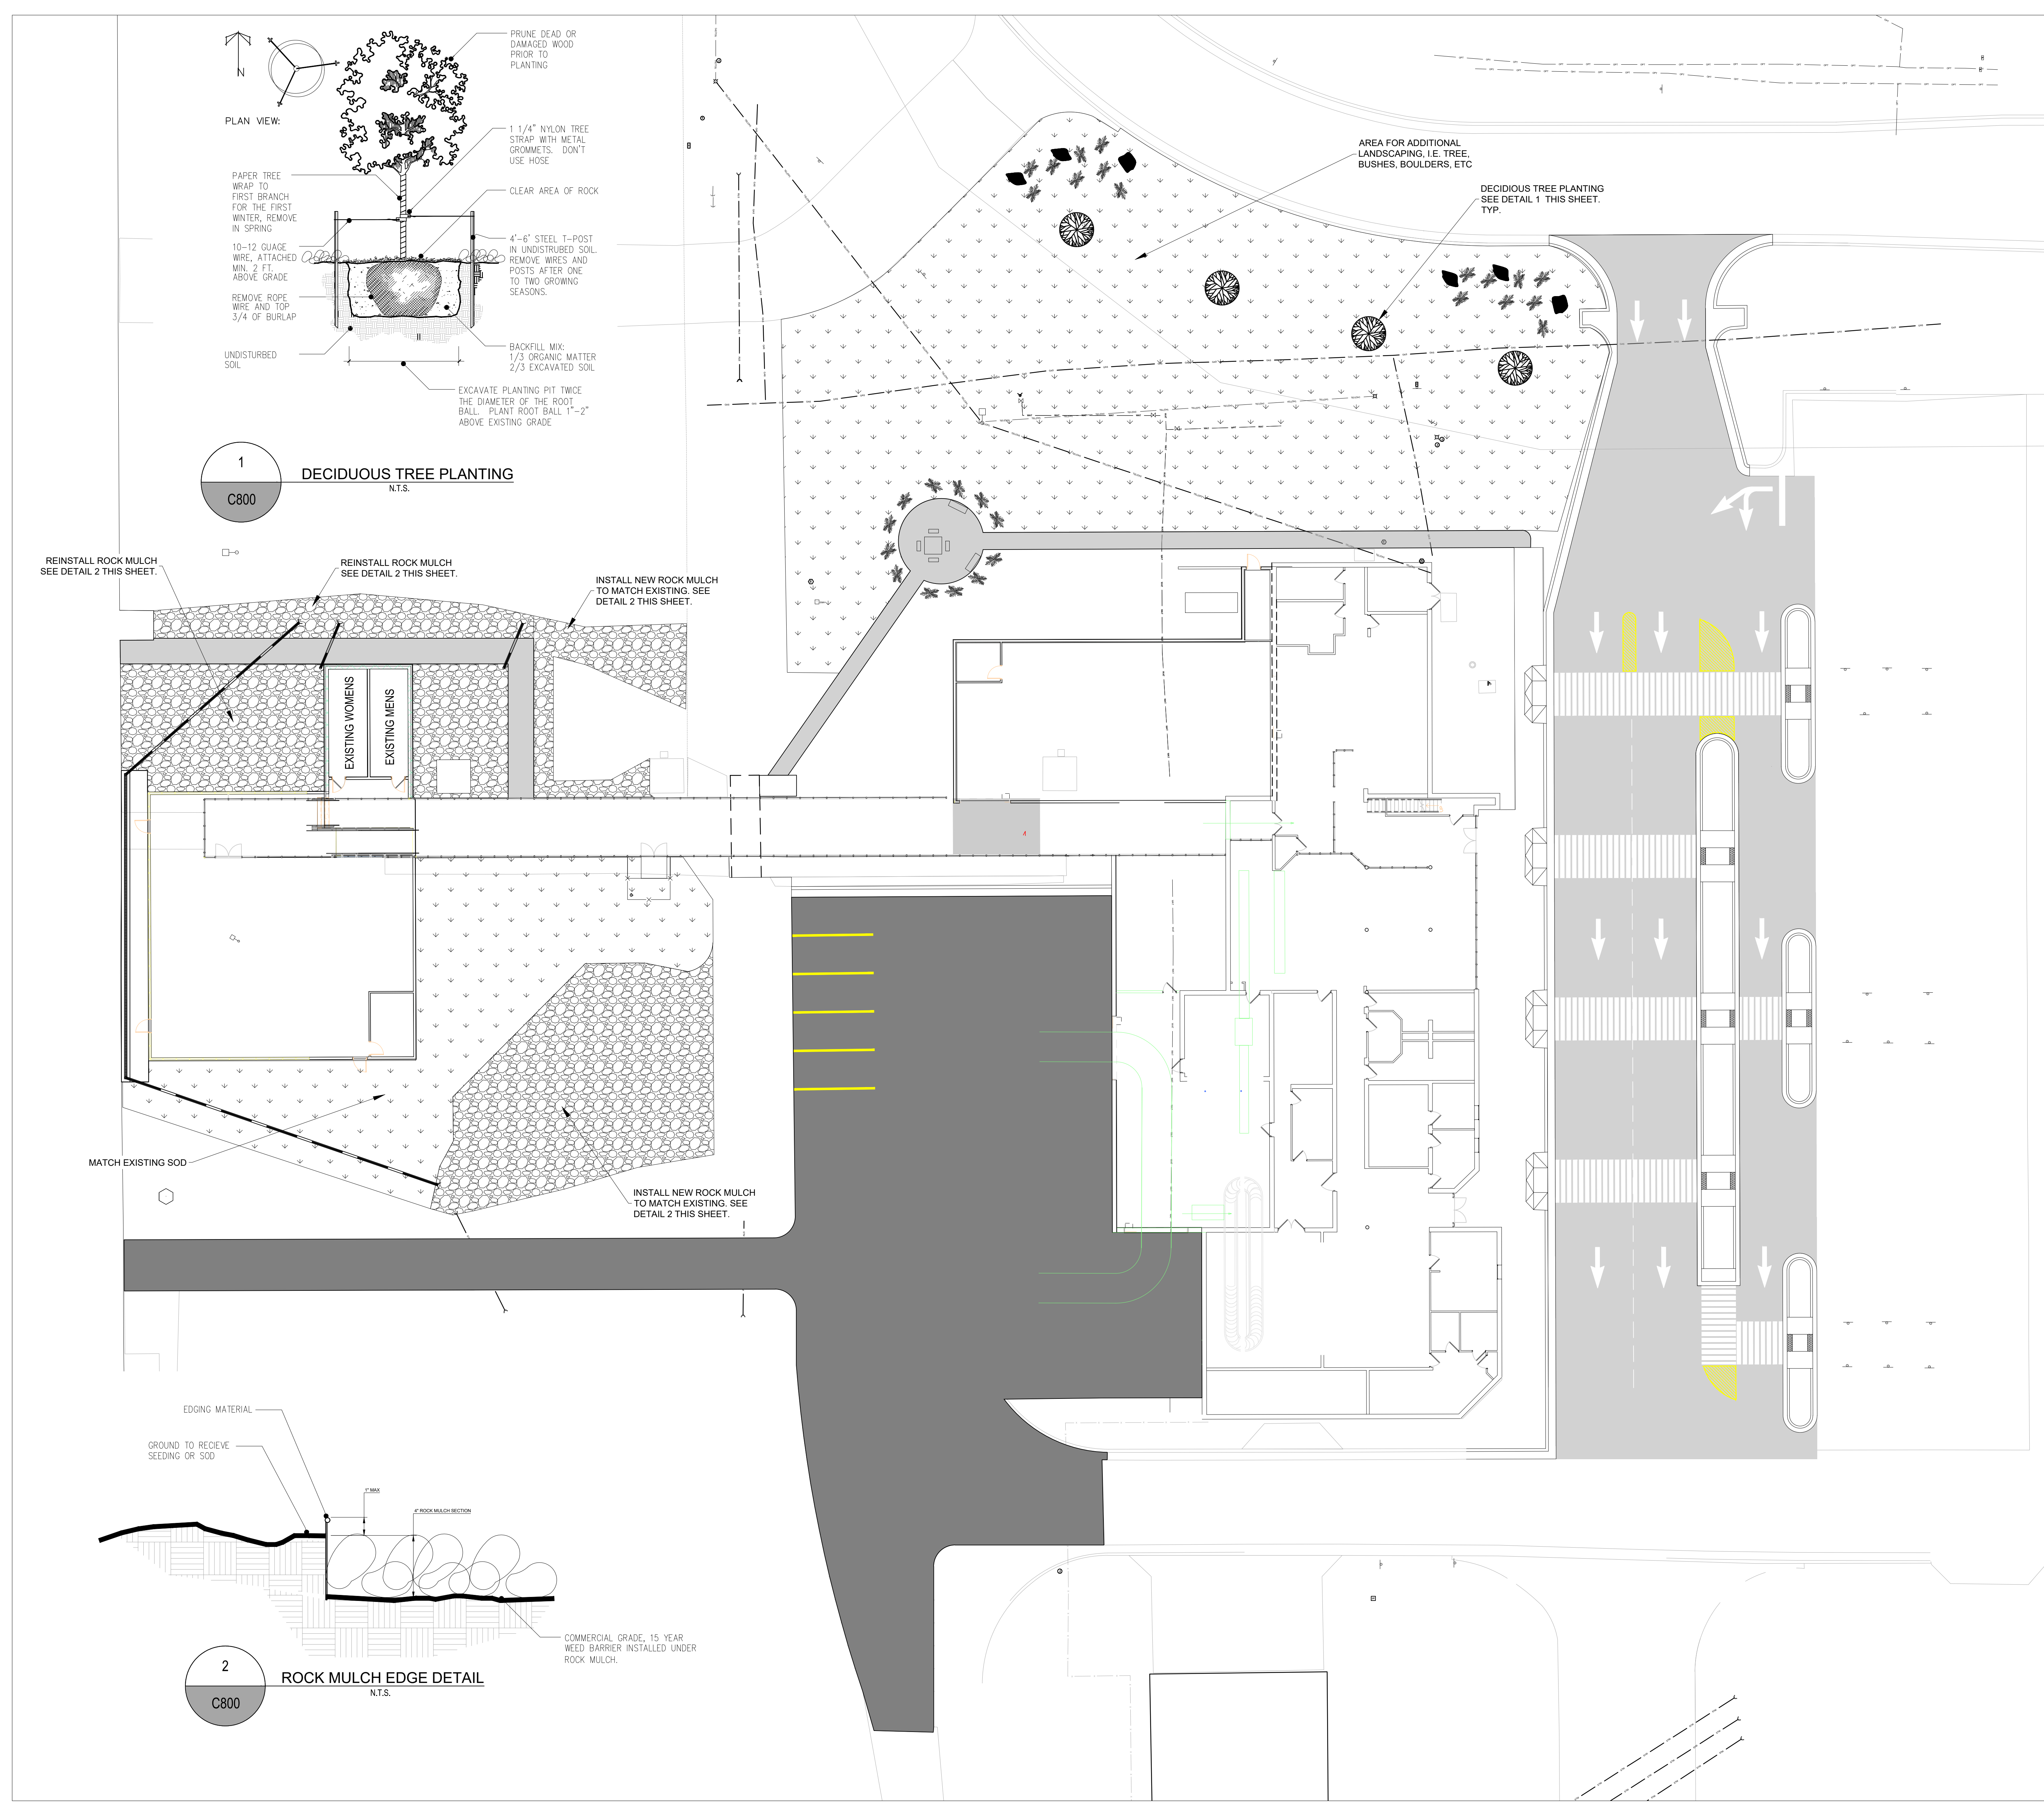 PRUNE DEAD OR
DAMAGED WOOD
PRIOR TO
PLANTING
N
PLAN VIEW:
1 1/4" NYLON TREE
STRAP WITH METAL
GROMMETS. DON'T
USE HOSE
PAPER TREE
WRAP TO
FIRST BRANCH
FOR THE FIRST
WINTER, REMOVE
IN SPRING
CLEAR AREA OF ROCK
10-12 GUAGE
WIRE, ATTACHED
MIN. 2 FT.
ABOVE GRADE
4'-6' STEEL T-POST
IN UNDISTRUBED SOIL.
REMOVE WIRES AND
POSTS AFTER ONE
TO TWO GROWING
SEASONS.
REMOVE ROPE
WIRE AND TOP
3/4 OF BURLAP
UNDISTURBED
SOIL
BACKFILL MIX:
1/3 ORGANIC MATTER
2/3 EXCAVATED SOIL
EXCAVATE PLANTING PIT TWICE
THE DIAMETER OF THE ROOT
BALL. PLANT ROOT BALL 1"-2"
ABOVE EXISTING GRADE
1
C800
DECIDUOUS TREE PLANTING
N.T.S.
AREA FOR ADDITIONAL
LANDSCAPING, I.E. TREE,
BUSHES, BOULDERS, ETC
DECIDIOUS TREE PLANTING
SEE DETAIL 1 THIS SHEET.
TYP.
REINSTALL ROCK MULCH
SEE DETAIL 2 THIS SHEET.
REINSTALL ROCK MULCH
SEE DETAIL 2 THIS SHEET.
INSTALL NEW ROCK MULCH
TO MATCH EXISTING. SEE
DETAIL 2 THIS SHEET.
EXISTING WOMENS
EXISTING MENS
MATCH EXISTING SOD
INSTALL NEW ROCK MULCH
TO MATCH EXISTING. SEE
DETAIL 2 THIS SHEET.
EDGING MATERIAL
GROUND TO RECIEVE
SEEDING OR SOD
1" MAX
4" ROCK MULCH SECTION
COMMERCIAL GRADE, 15 YEAR
WEED BARRIER INSTALLED UNDER
ROCK MULCH.
2
C800
ROCK MULCH EDGE DETAIL
N.T.S.